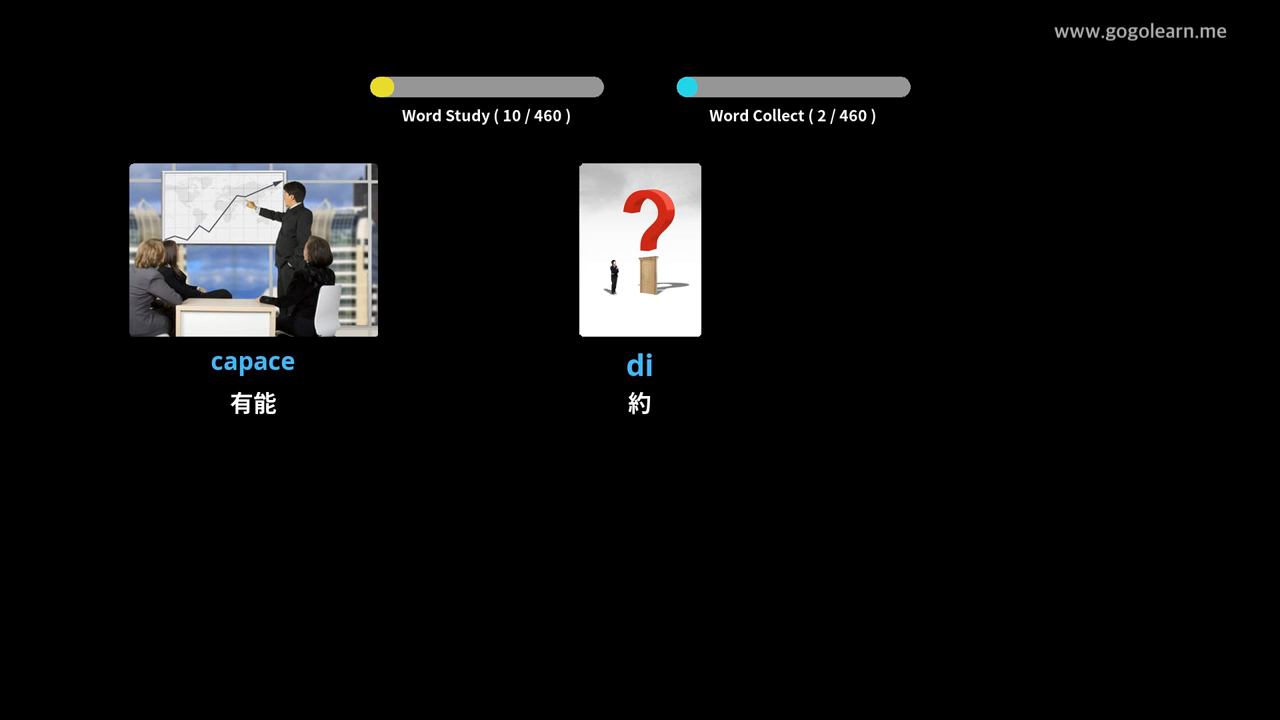 www.gogolearn.me
Word Study ( 10 / 460 )
Word Collect ( 2 / 460 )
capace
有能
di
約